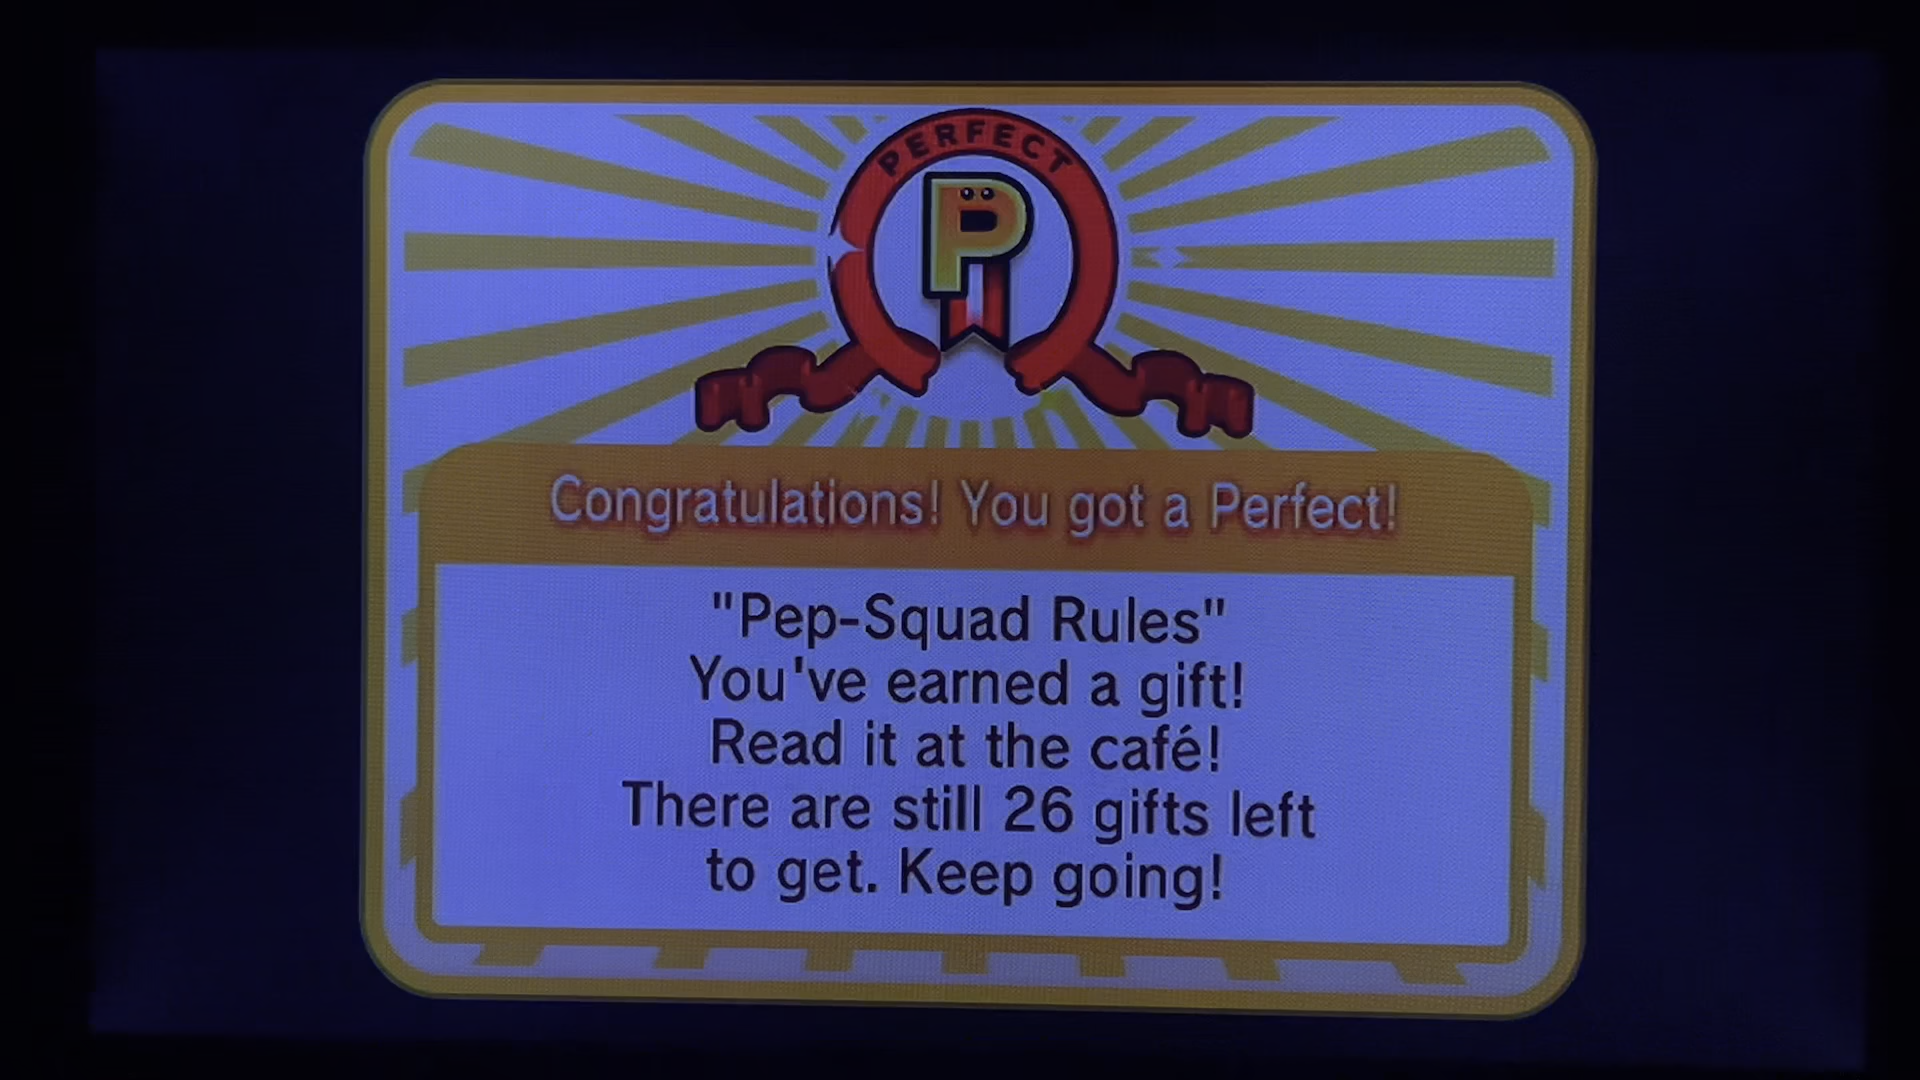 PERFECT
P
Congratulations! You got a Perfect!
"Pep-Squad Rules"
You've earned a gift!
Read it at the café!
There are still 26 gifts left
to get. Keep going!